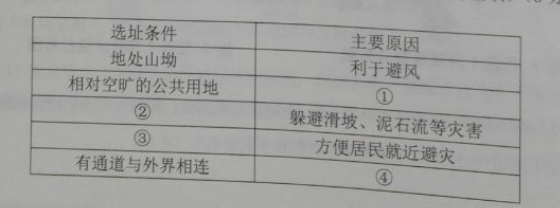 选址条件 主要原因
地处山坳 利于避风
相对空旷的公共用地 ①
② 躲避滑坡、泥石流等灾害
③ 方便居民就近避灾
有通道与外界相连 ④